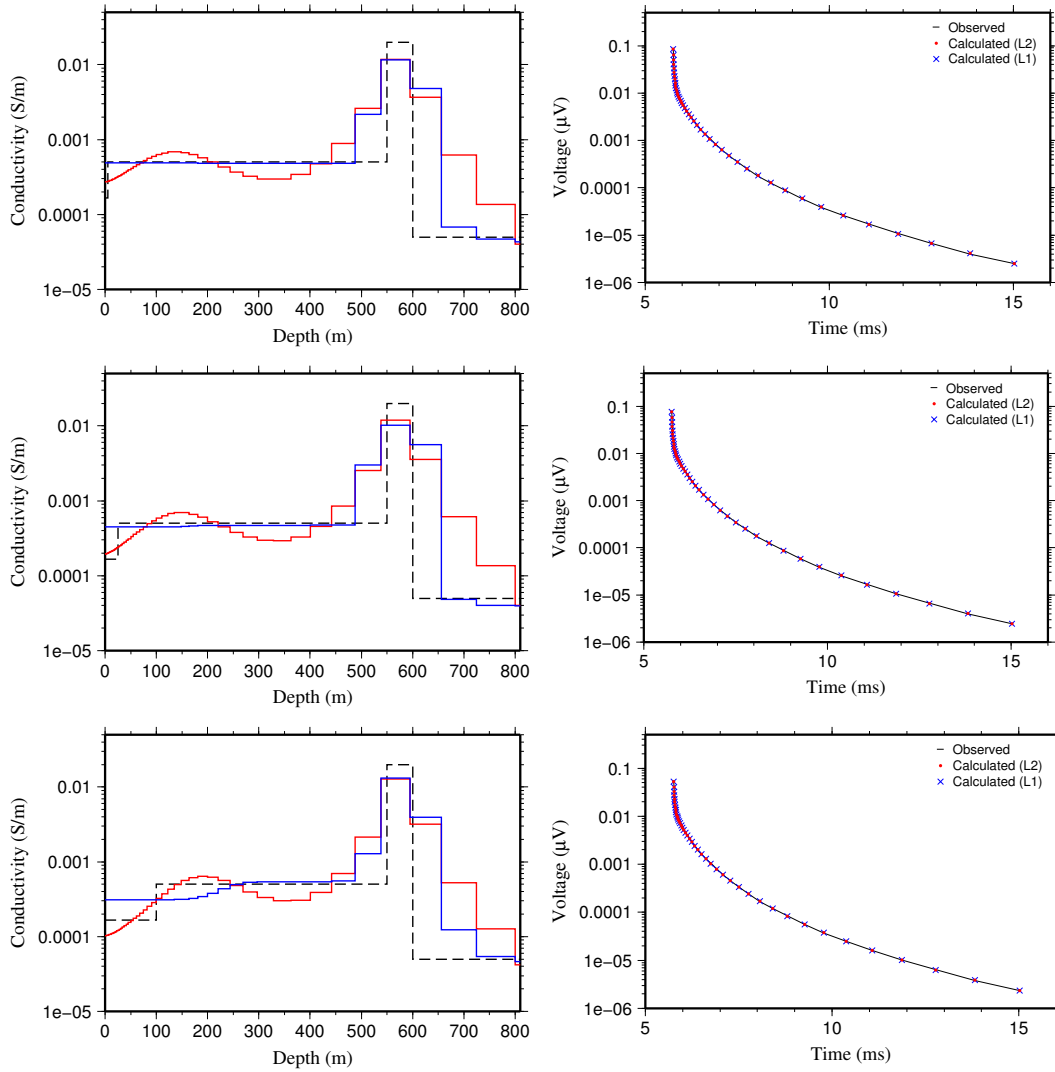 0.01
0.001
0.0001
1e−05
Conductivity (S/m)
0 100 200 300 400 500 600 700 800
Depth (m)
Observed
Calculated (L2)
Calculated (L1)
0.1
0.01
0.001
0.0001
1e−05
1e−06
Voltage (μV)
5 10 15
Time (ms)
0.01
0.001
0.0001
1e−05
Conductivity (S/m)
0 100 200 300 400 500 600 700 800
Depth (m)
Observed
Calculated (L2)
Calculated (L1)
0.1
0.01
0.001
0.0001
1e−05
1e−06
Voltage (μV)
5 10 15
Time (ms)
0.01
0.001
0.0001
1e−05
Conductivity (S/m)
0 100 200 300 400 500 600 700 800
Depth (m)
Observed
Calculated (L2)
Calculated (L1)
0.1
0.01
0.001
0.0001
1e−05
1e−06
Voltage (μV)
5 10 15
Time (ms)